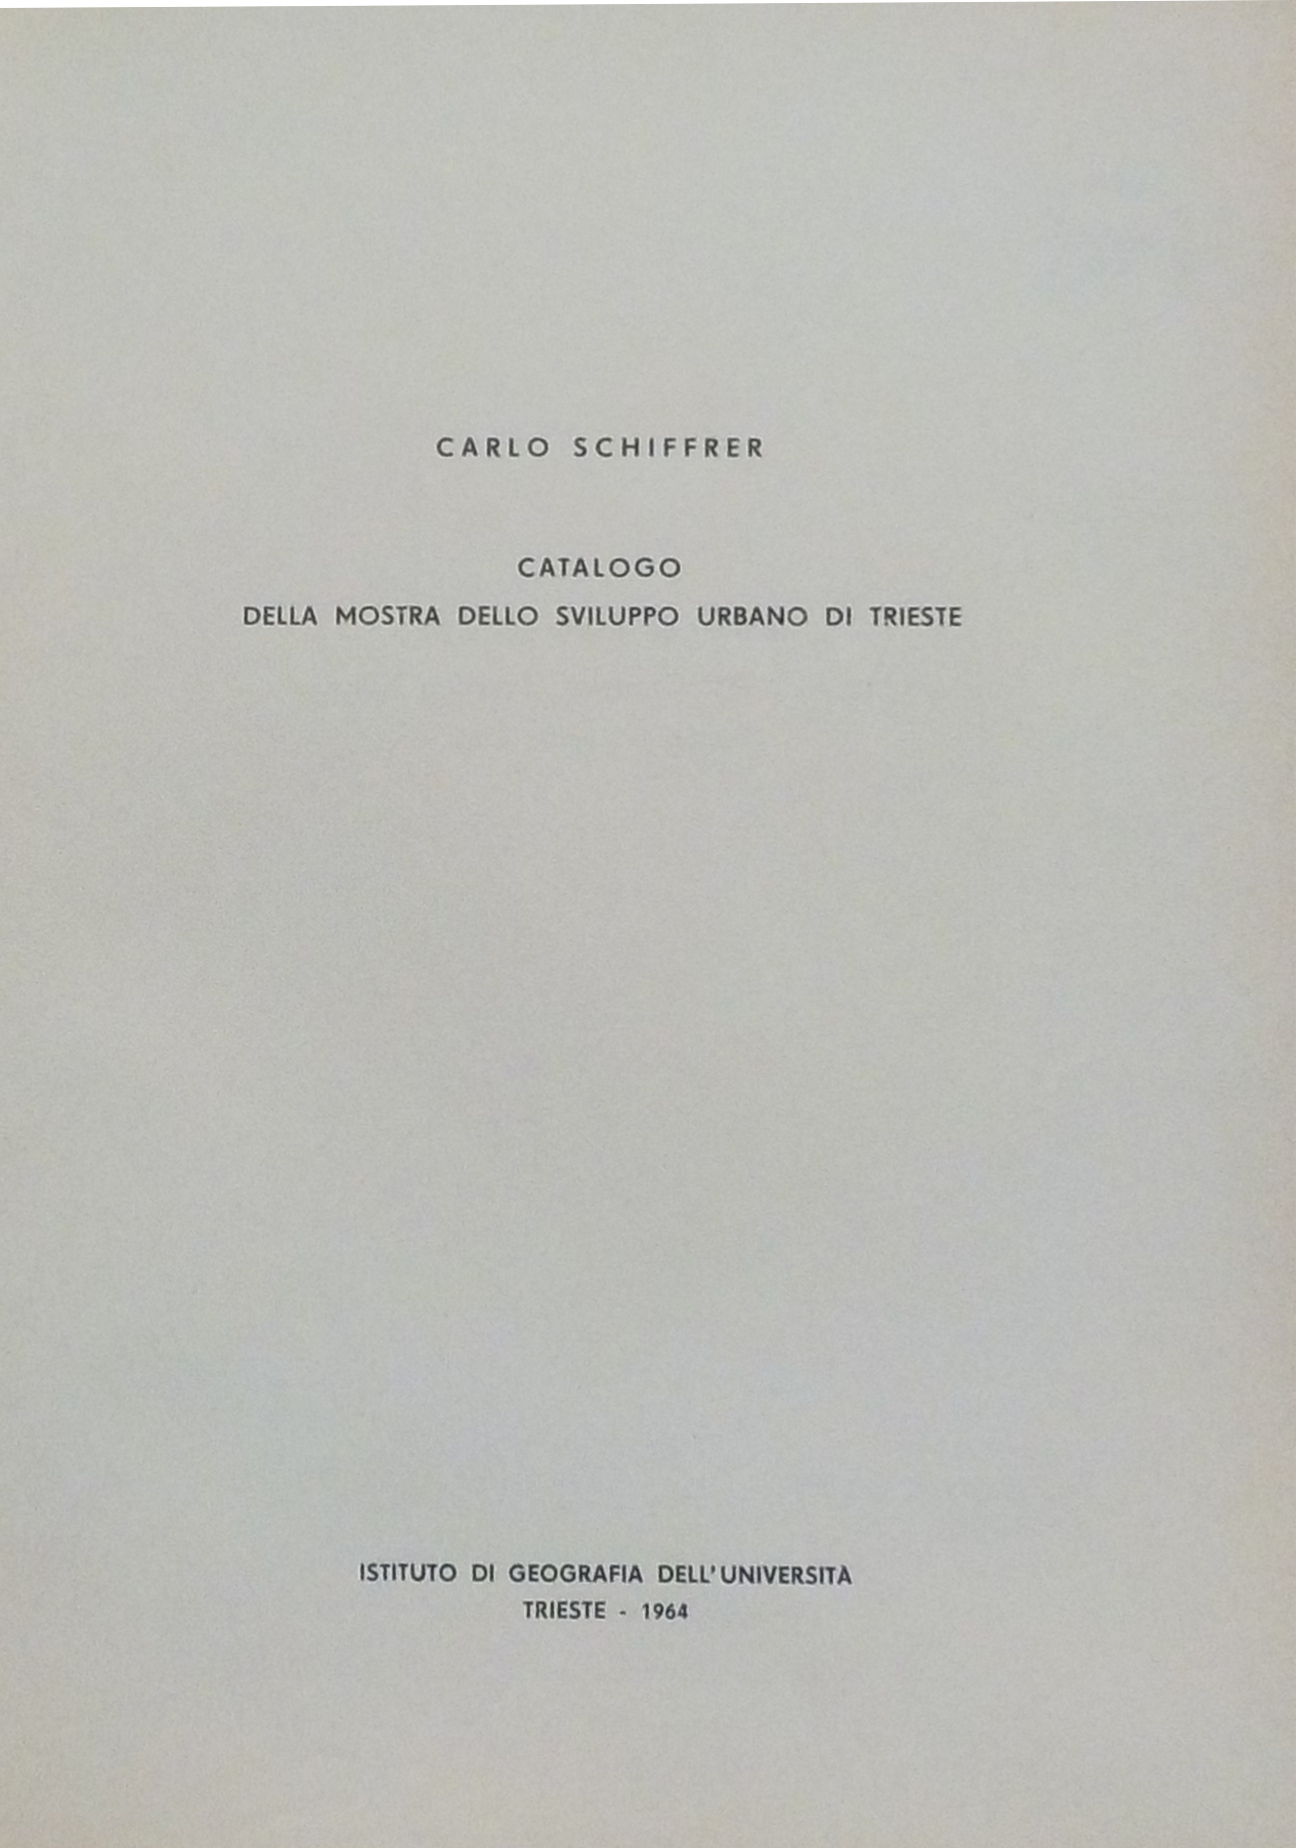 CARLO SCHIFFRER
CATALOGO
DELLA MOSTRA DELLO SVILUPPO URBANO DI TRIESTE
ISTITUTO DI GEOGRAFIA DELL'UNIVERSITÀ
TRIESTE - 1964